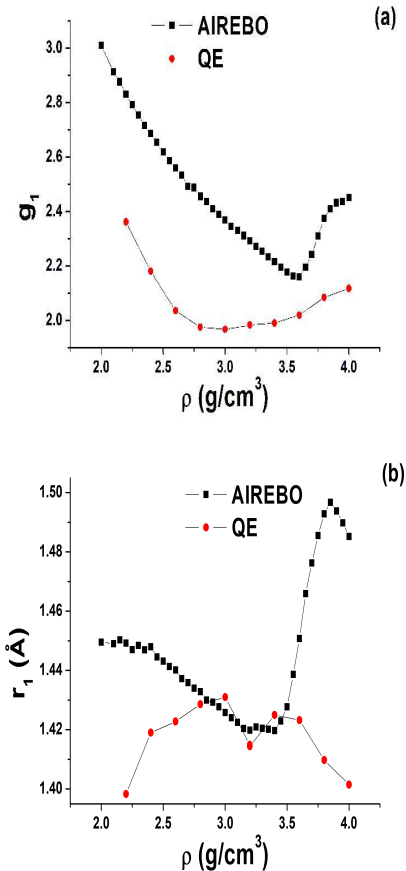 (a)
AIREBO
QE
3.0
2.8
2.6
2.4
2.2
2.0
g₁
2.0 2.5 3.0 3.5 4.0
ρ (g/cm³)
(b)
AIREBO
QE
1.50
1.48
1.46
1.44
1.42
1.40
r₁ (Å)
2.0 2.5 3.0 3.5 4.0
ρ (g/cm³)